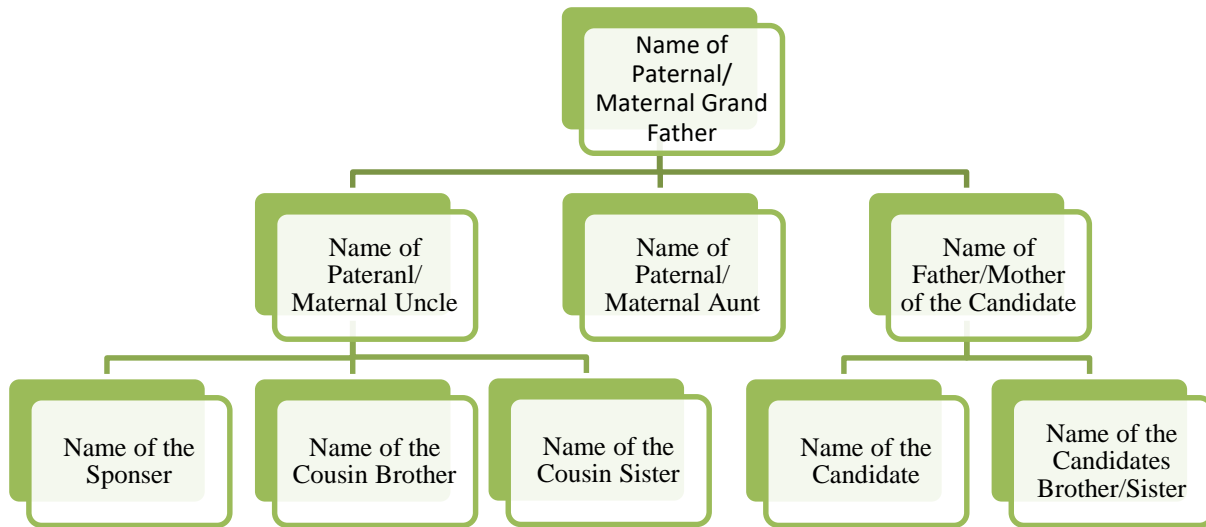 Name of
Paternal/
Maternal Grand
Father
Name of
Pateranl/
Maternal Uncle
Name of
Paternal/
Maternal Aunt
Name of
Father/Mother
of the Candidate
Name of the
Sponser
Name of the
Cousin Brother
Name of the
Cousin Sister
Name of the
Candidate
Name of the
Candidates
Brother/Sister